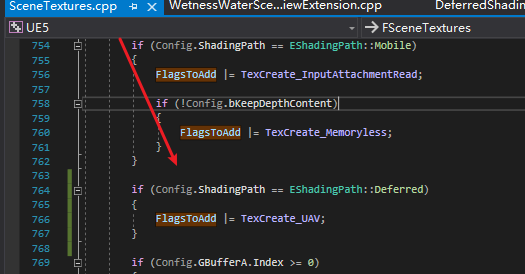 SceneTextures.cpp WetnessWaterSce...iewExtension.cpp DeferredShadin
UE5 FSceneTextures
754 if (Config.ShadingPath == EShadingPath::Mobile)
755 {
756 FlagsToAdd |= TexCreate_InputAttachmentRead;
757
758 if (!Config.bKeepDepthContent)
759 {
760 FlagsToAdd |= TexCreate_Memoryless;
761 }
762 }
763
764 if (Config.ShadingPath == EShadingPath::Deferred)
765 {
766 FlagsToAdd |= TexCreate_UAV;
767 }
768
769 if (Config.GBufferA.Index >= 0)